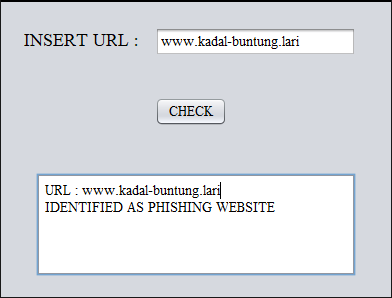 INSERT URL : www.kadal-buntung.lari
CHECK
URL : www.kadal-buntung.lari
IDENTIFIED AS PHISHING WEBSITE